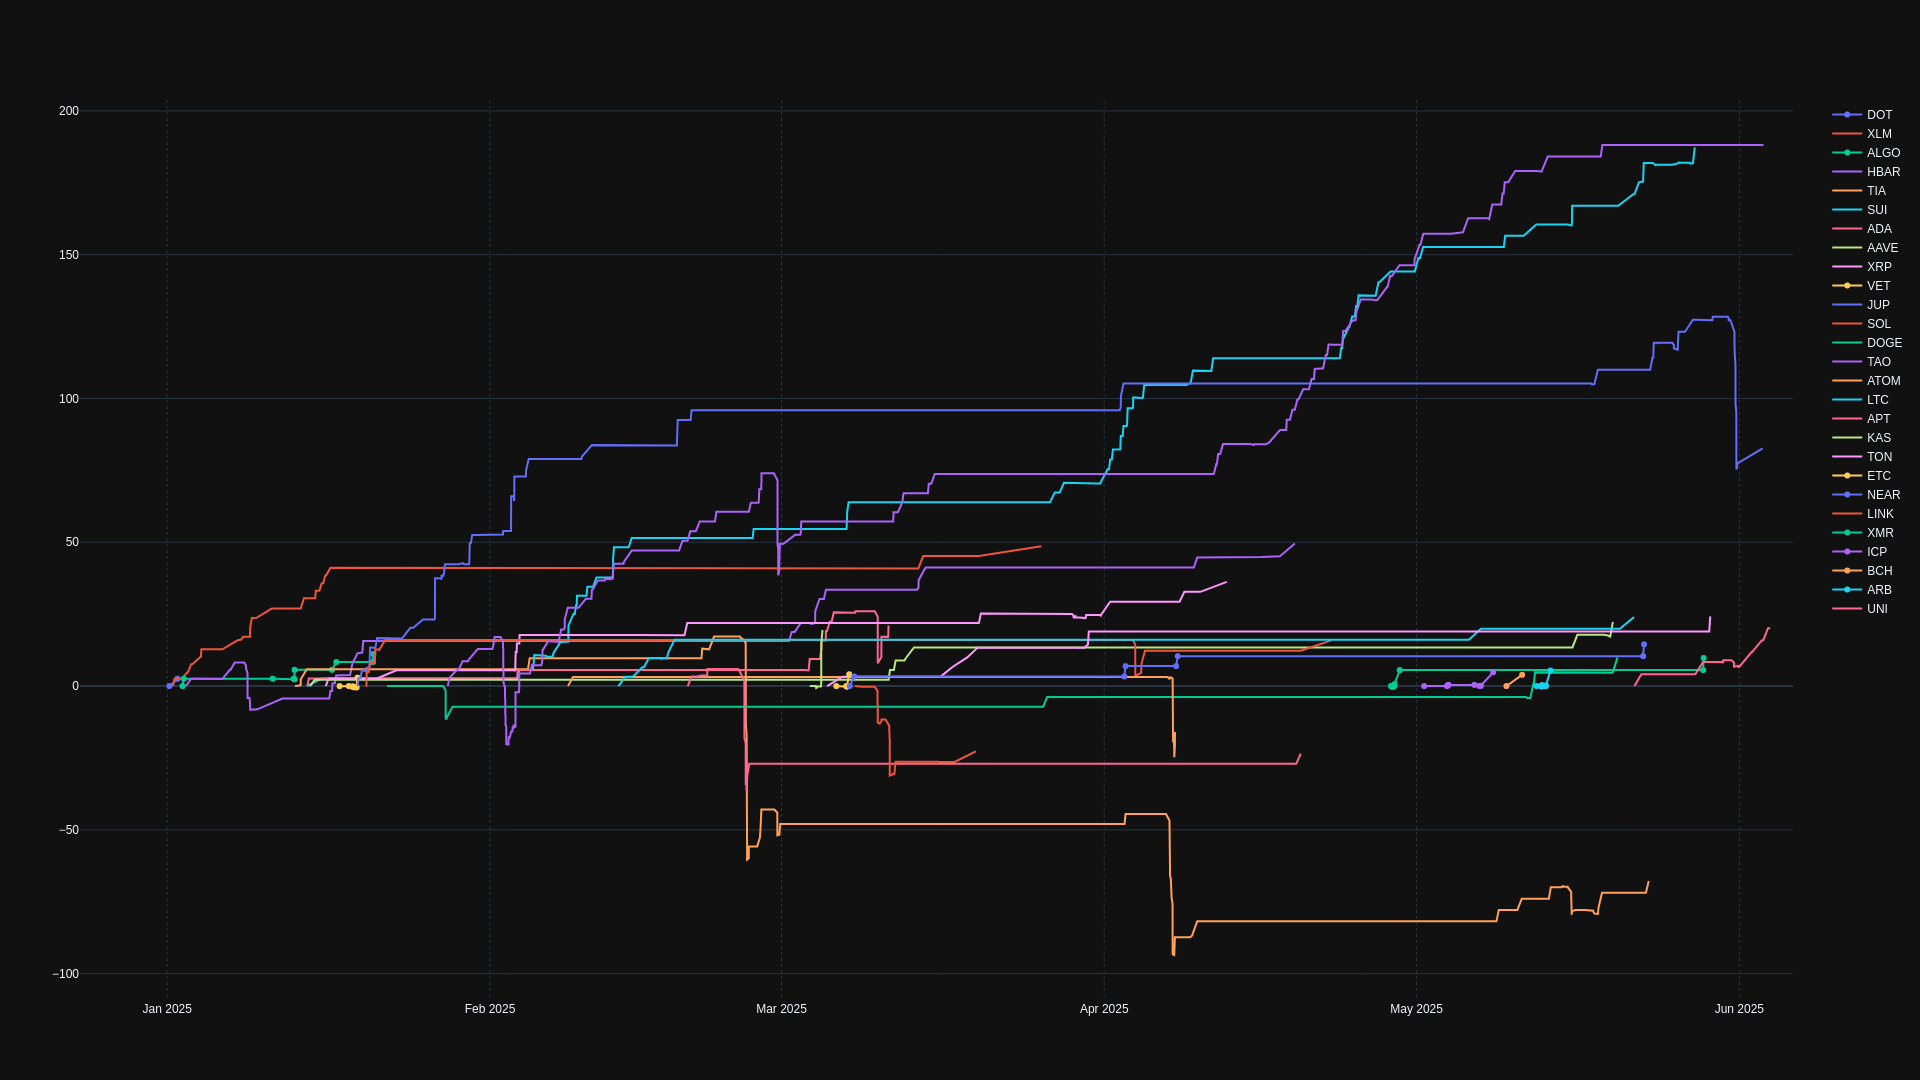 200
150
100
50
0
−50
−100
Jan 2025
Feb 2025
Mar 2025
Apr 2025
May 2025
Jun 2025
DOT
XLM
ALGO
HBAR
TIA
SUI
ADA
AAVE
XRP
VET
JUP
SOL
DOGE
TAO
ATOM
LTC
APT
KAS
TON
ETC
NEAR
LINK
XMR
ICP
BCH
ARB
UNI